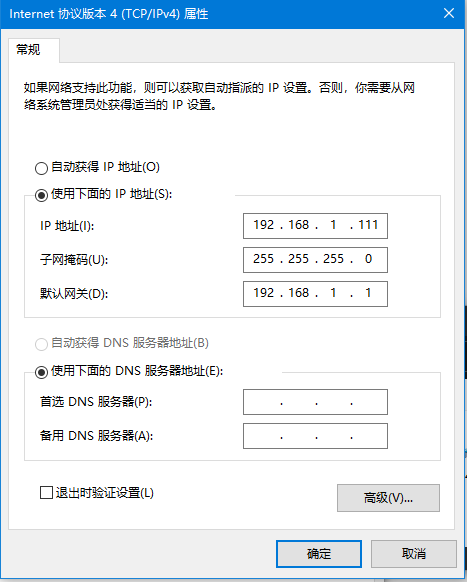 Internet 协议版本 4 (TCP/IPv4) 属性
常规
如果网络支持此功能，则可以获取自动指派的 IP 设置。否则，你需要从网
络系统管理员处获得适当的 IP 设置。
自动获得 IP 地址(O)
使用下面的 IP 地址(S):
IP 地址(I): 192 . 168 . 1 . 111
子网掩码(U): 255 . 255 . 255 . 0
默认网关(D): 192 . 168 . 1 . 1
自动获得 DNS 服务器地址(B)
使用下面的 DNS 服务器地址(E):
首选 DNS 服务器(P): . . .
备用 DNS 服务器(A): . . .
退出时验证设置(L)
高级(V)...
确定 取消